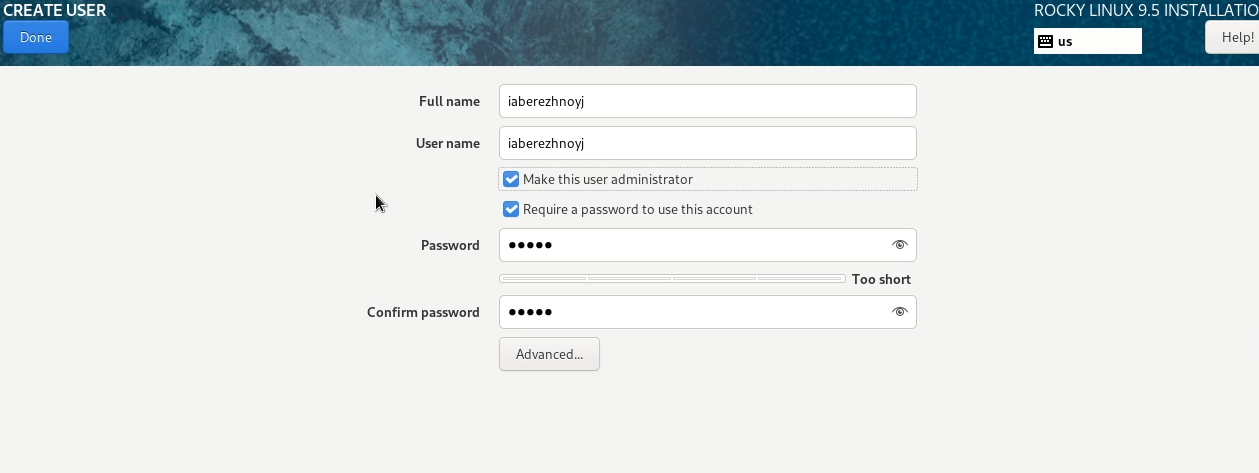 CREATE USER
ROCKY LINUX 9.5 INSTALLATIO
Done
us
Help!
Full name
iaberezhnoyj
User name
iaberezhnoyj
Make this user administrator
Require a password to use this account
Password
●●●●●
Too short
Confirm password
●●●●●
Advanced...